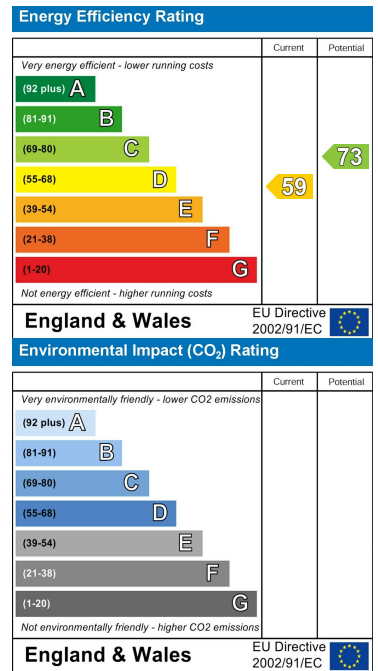 Energy Efficiency Rating
Current Potential
Very energy efficient - lower running costs
(92 plus) A
(81-91) B
(69-80) C
(55-68) D
(39-54) E
(21-38) F
(1-20) G
59
73
Not energy efficient - higher running costs
England & Wales
EU Directive
2002/91/EC
Environmental Impact (CO₂) Rating
Current Potential
Very environmentally friendly - lower CO2 emissions
(92 plus) A
(81-91) B
(69-80) C
(55-68) D
(39-54) E
(21-38) F
(1-20) G
Not environmentally friendly - higher CO2 emissions
England & Wales
EU Directive
2002/91/EC